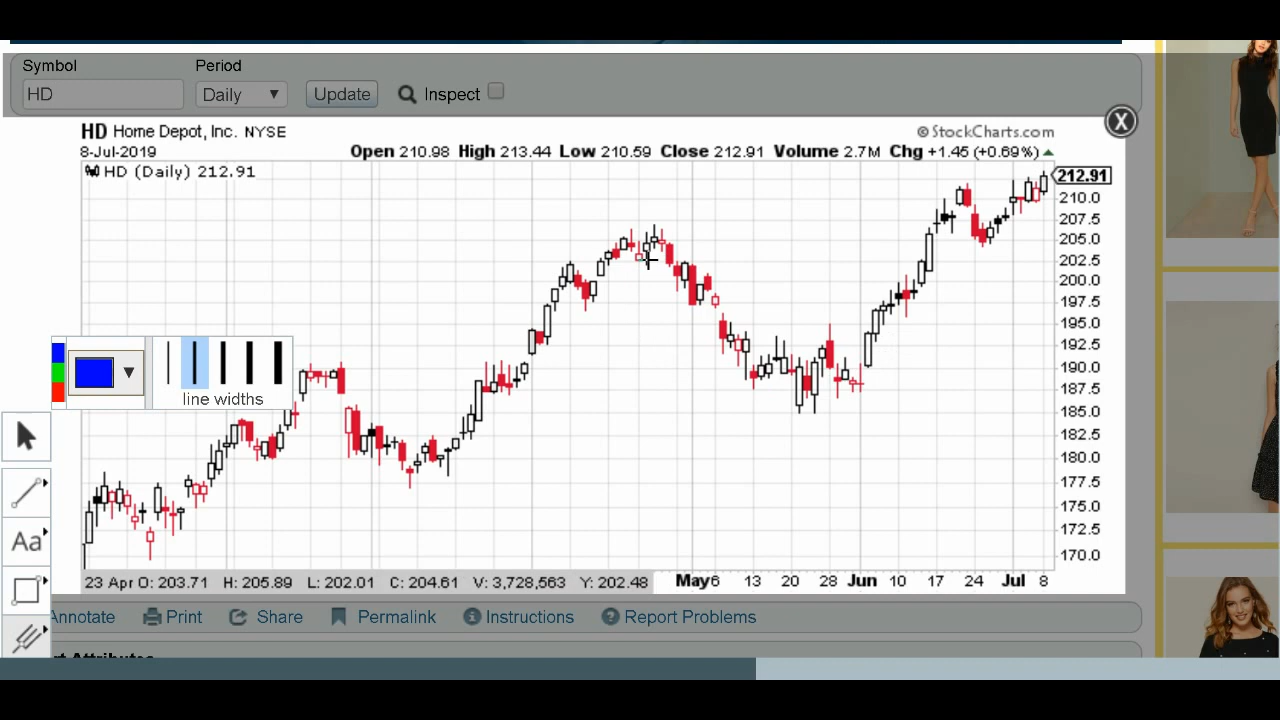 Symbol Period
HD Daily ▼ Update Inspect
X
HD Home Depot, Inc. NYSE © StockCharts.com
8-Jul-2019 Open 210.98 High 213.44 Low 210.59 Close 212.91 Volume 2.7M Chg +1.45 (+0.69%) ▲
HD (Daily) 212.91
212.91
210.0
207.5
205.0
202.5
200.0
197.5
195.0
192.5
190.0
187.5
185.0
182.5
180.0
177.5
175.0
172.5
170.0
line widths
Aa
23 Apr O: 203.71 H: 205.89 L: 202.01 C: 204.61 V: 3,728,563 Y: 202.48 May6 13 20 28 Jun 10 17 24 Jul 8
Annotate Print Share Permalink Instructions Report Problems